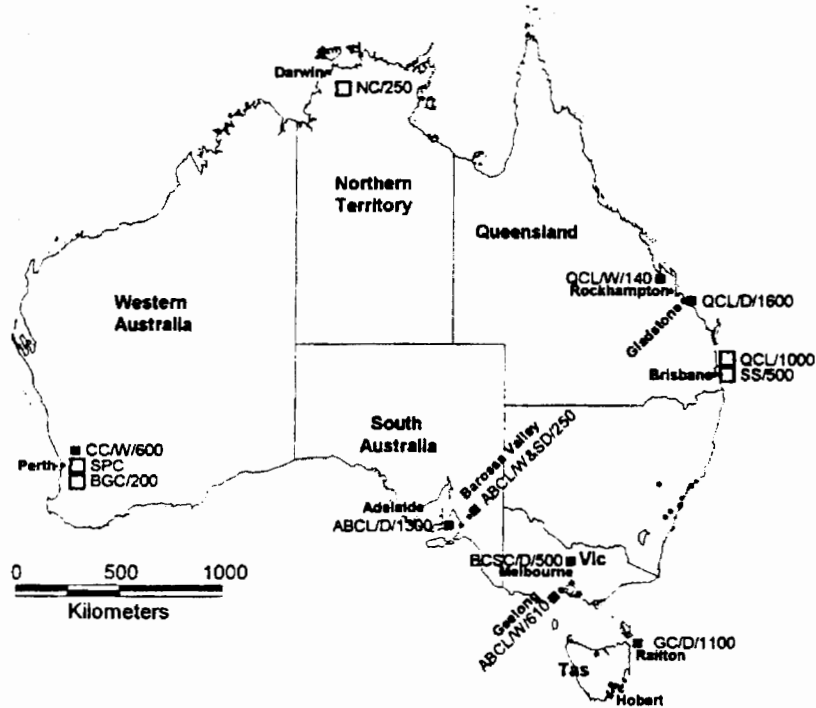 Darwin
NC/250
Northern
Territory
Queensland
QCL/W/140
Rockhampton
QCL/D/1600
Gladstone
Western
Australia
QCL/1000
Brisbane
SS/500
South
Australia
CC/W/600
Perth
SPC
BGC/200
Barossa Valley
ABCL/W&SD/250
Adelaide
ABCL/D/1300
BCSC/D/500
Vic
Melbourne
Geelong
ABCL/W/610
0 500 1000
Kilometers
GC/D/1100
Railton
Tas
Hobart